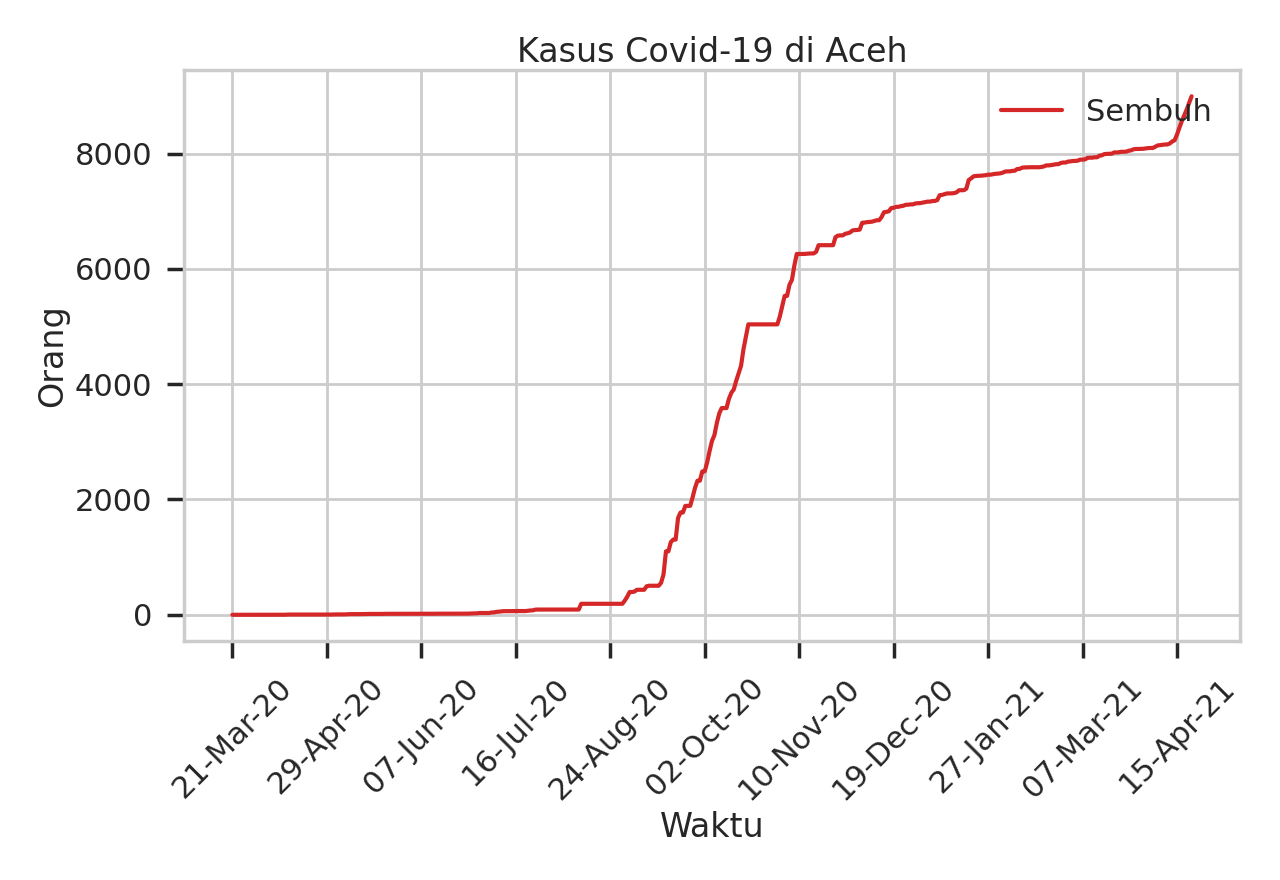 Kasus Covid-19 di Aceh
Sembuh
Orang
8000
6000
4000
2000
0
21-Mar-20
29-Apr-20
07-Jun-20
16-Jul-20
24-Aug-20
02-Oct-20
10-Nov-20
19-Dec-20
27-Jan-21
07-Mar-21
15-Apr-21
Waktu